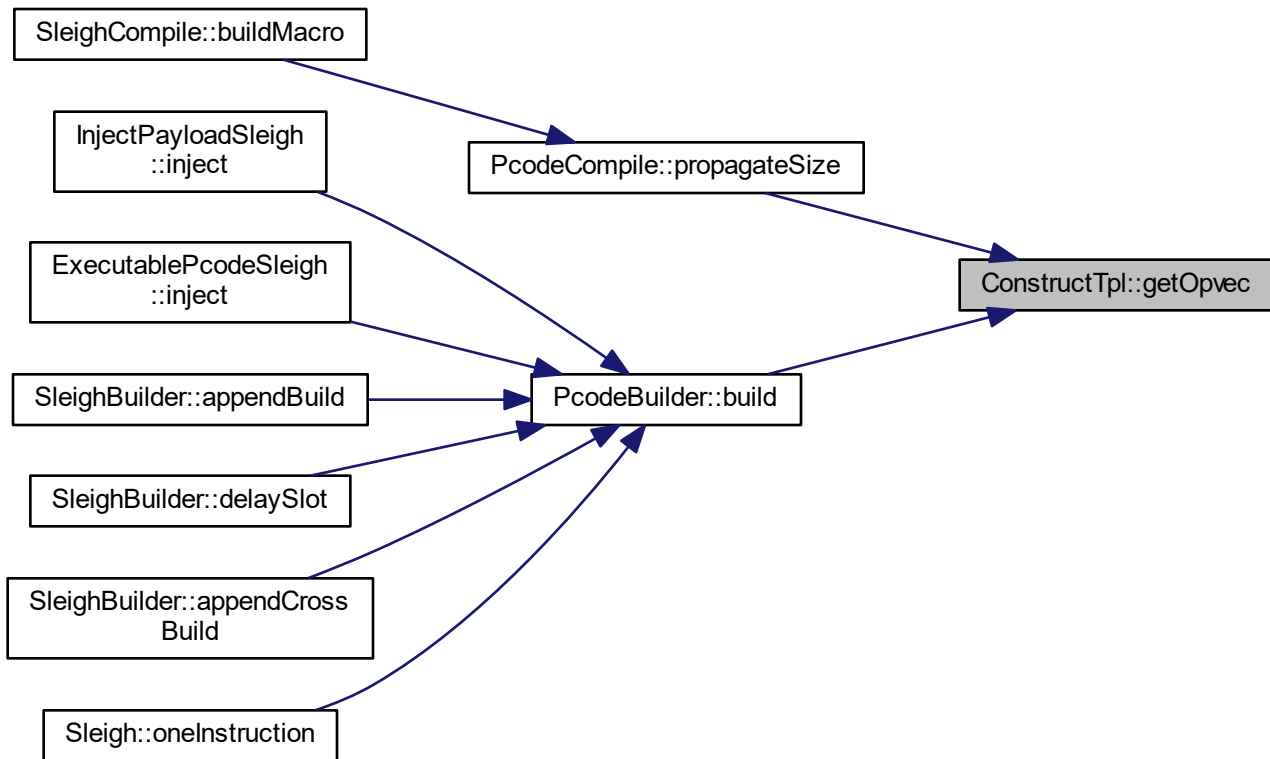 SleighCompile::buildMacro
InjectPayloadSleigh
::inject
PcodeCompile::propagateSize
ExecutablePcodeSleigh
::inject
ConstructTpl::getOpvec
SleighBuilder::appendBuild
PcodeBuilder::build
SleighBuilder::delaySlot
SleighBuilder::appendCross
Build
Sleigh::oneInstruction